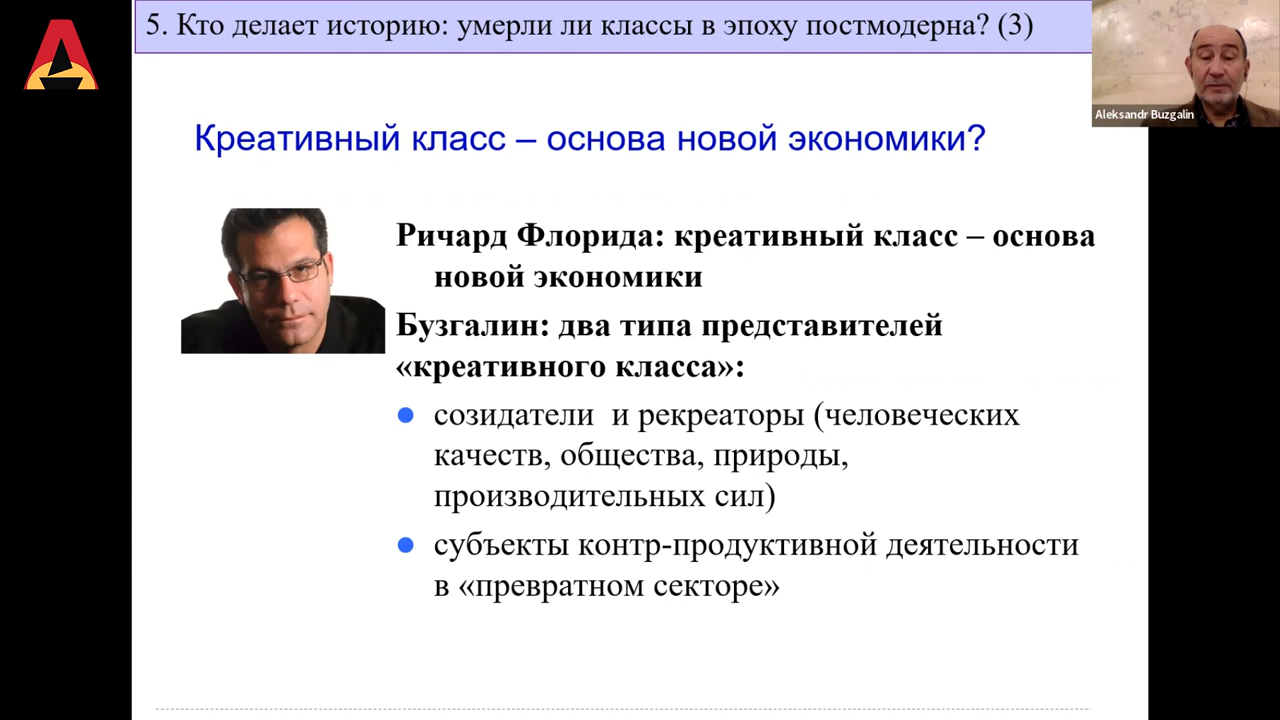 5. Кто делает историю: умерли ли классы в эпоху постмодерна? (3)
Aleksandr Buzgalin
Креативный класс – основа новой экономики?
Ричард Флорида: креативный класс – основа
новой экономики
Бузгалин: два типа представителей
«креативного класса»:
созидатели и рекреаторы (человеческих
качеств, общества, природы,
производительных сил)
субъекты контр-продуктивной деятельности
в «превратном секторе»